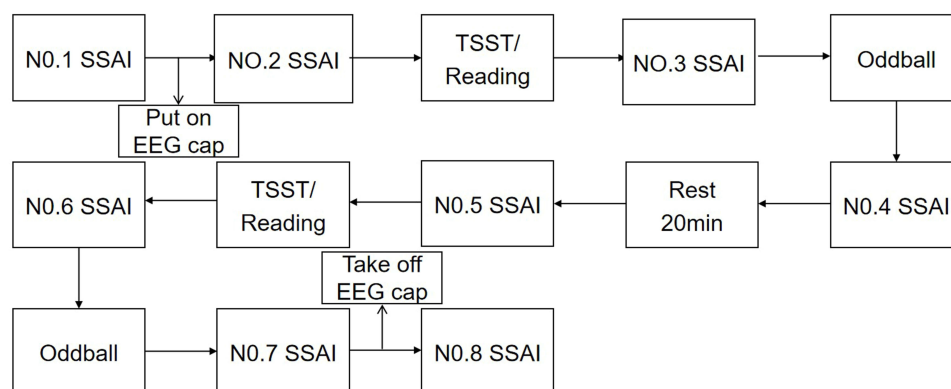 N0.1 SSAI
NO.2 SSAI
TSST/
Reading
NO.3 SSAI
Oddball
Put on
EEG cap
N0.6 SSAI
TSST/
Reading
N0.5 SSAI
Rest
20min
N0.4 SSAI
Take off
EEG cap
Oddball
N0.7 SSAI
N0.8 SSAI